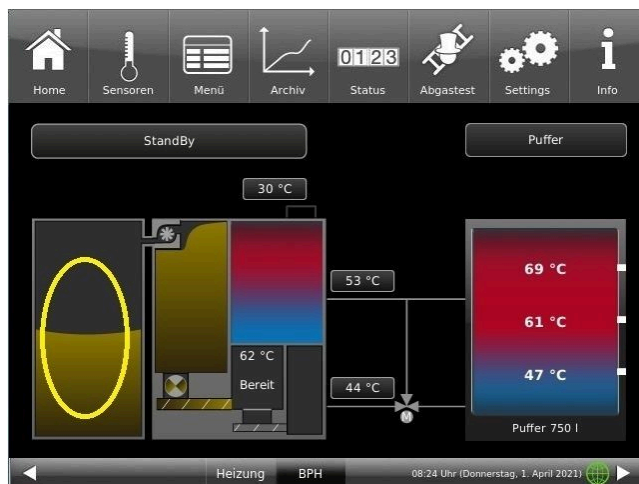 Home Sensoren Menü Archiv Status Abgastest Settings Info
0123
StandBy Puffer
30 °C
53 °C
69 °C
61 °C
62 °C
Bereit
44 °C
47 °C
M
Puffer 750 l
Heizung BPH 08:24 Uhr (Donnerstag, 1. April 2021)